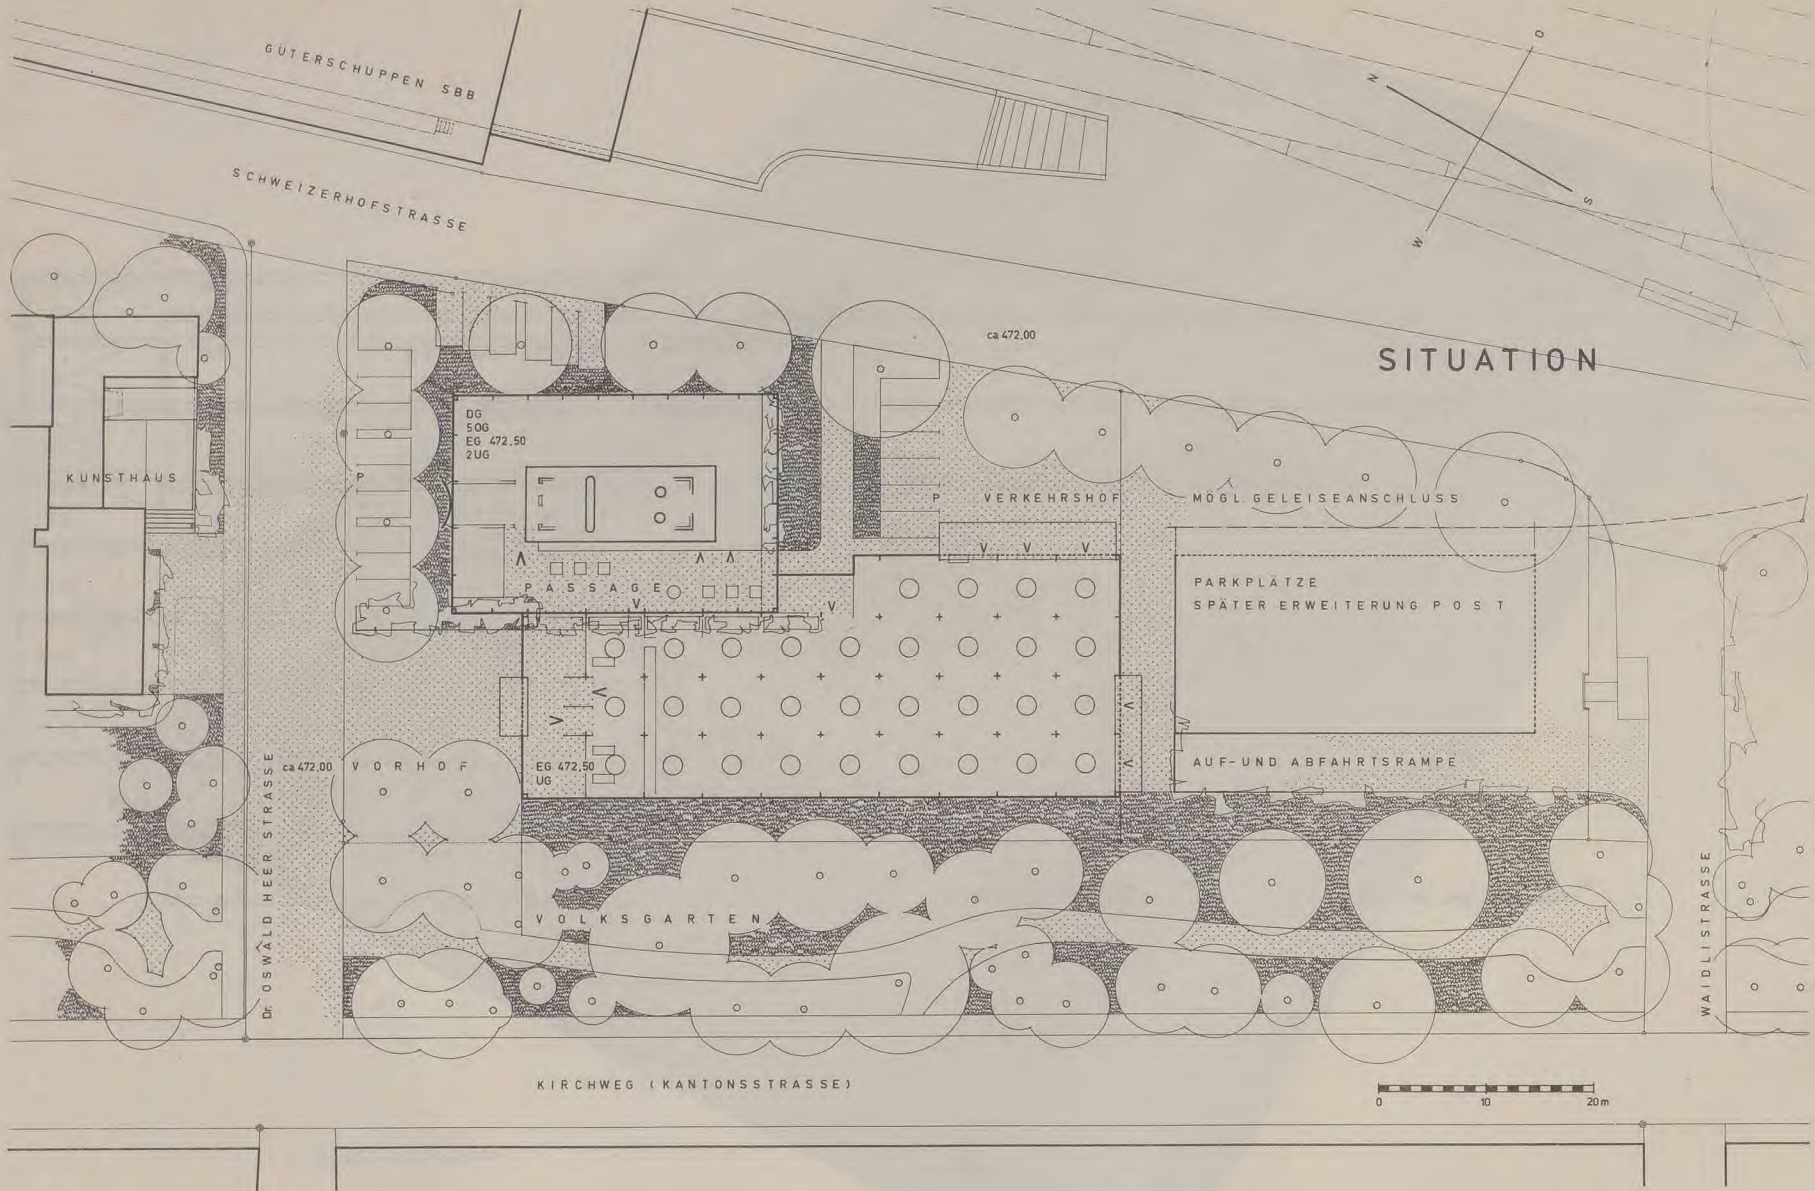 GÜTERSCHUPPEN SBB
O
N
S
W
SCHWEIZERHOFSTRASSE
ca 472,00
SITUATION
DG
5OG
EG 472,50
2UG
KUNSTHAUS
P
P
VERKEHRSHOF
MÖGL. GELEISEANSCHLUSS
PASSAGE
PARKPLÄTZE
SPÄTER ERWEITERUNG POST
ca 472,00
VORHOF
EG 472,50
UG
AUF-UND ABFAHRTSRAMPE
Dr. OSWALD HEER STRASSE
VOLKSGARTEN
WAIDLISTRASSE
KIRCHWEG (KANTONSSTRASSE)
0 10 20m